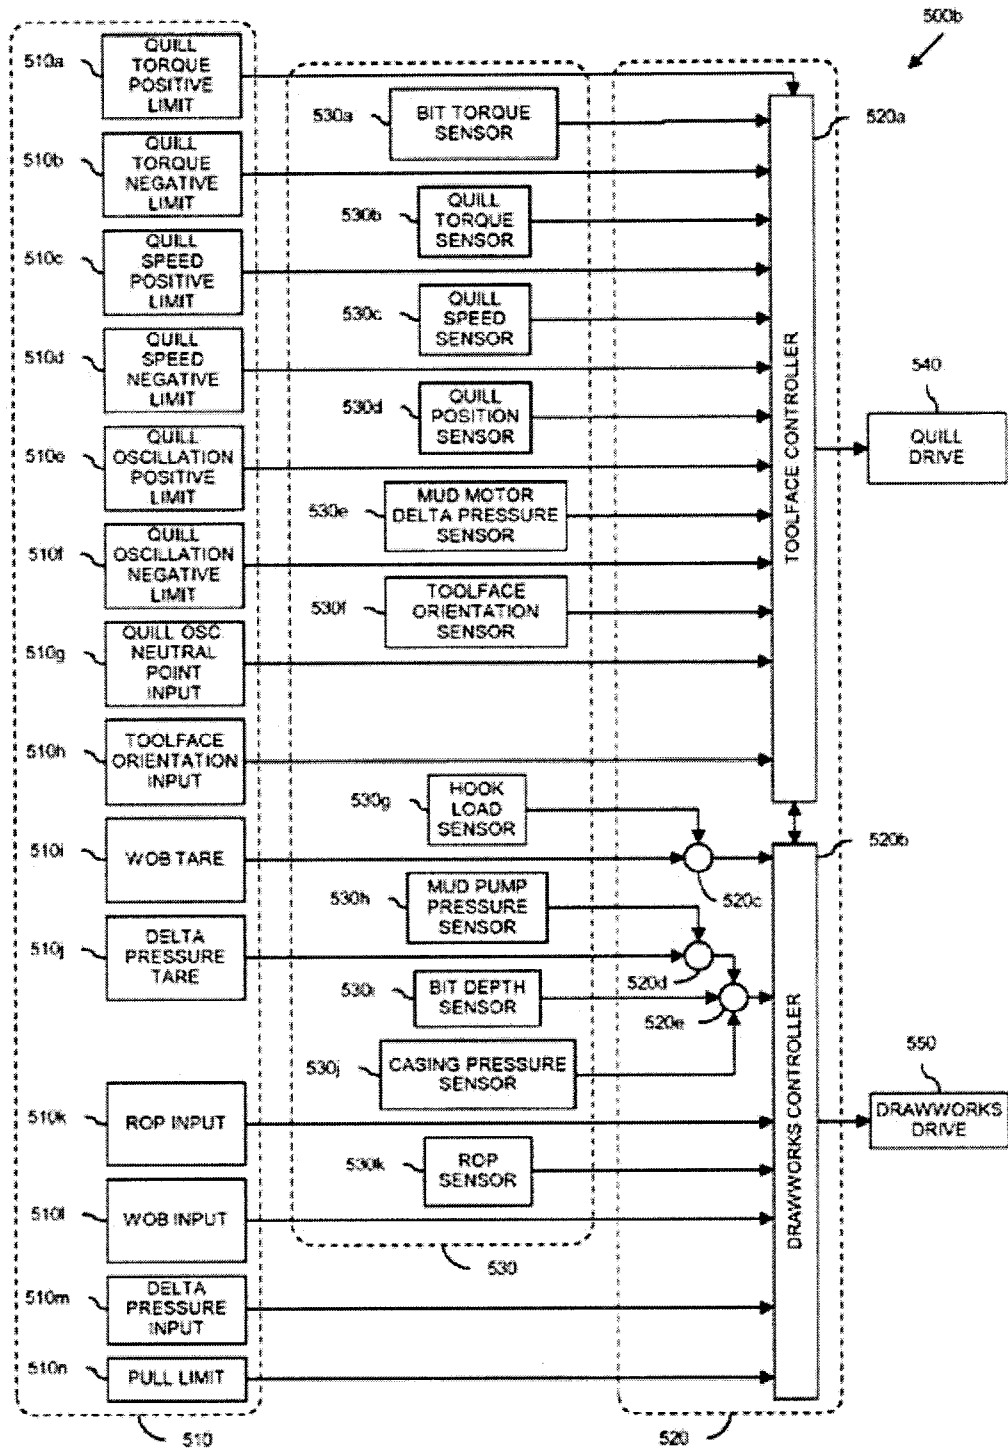 500b
510a
QUILL
TORQUE
POSITIVE
LIMIT
530a
BIT TORQUE
SENSOR
520a
510b
QUILL
TORQUE
NEGATIVE
LIMIT
530b
QUILL
TORQUE
SENSOR
510c
QUILL
SPEED
POSITIVE
LIMIT
530c
QUILL
SPEED
SENSOR
510d
QUILL
SPEED
NEGATIVE
LIMIT
530d
QUILL
POSITION
SENSOR
TOOLFACE CONTROLLER
540
QUILL
DRIVE
510e
QUILL
OSCILLATION
POSITIVE
LIMIT
530e
MUD MOTOR
DELTA PRESSURE
SENSOR
510f
QUILL
OSCILLATION
NEGATIVE
LIMIT
530f
TOOLFACE
ORIENTATION
SENSOR
510g
QUILL OSC
NEUTRAL
POINT
INPUT
510h
TOOLFACE
ORIENTATION
INPUT
530g
HOOK
LOAD
SENSOR
510i
WOB TARE
520c
520b
530h
MUD PUMP
PRESSURE
SENSOR
510j
DELTA
PRESSURE
TARE
520d
530i
BIT DEPTH
SENSOR
520e
530j
CASING PRESSURE
SENSOR
DRAWWORKS CONTROLLER
550
DRAWWORKS
DRIVE
510k
ROP INPUT
530k
ROP
SENSOR
510l
WOB INPUT
530
510m
DELTA
PRESSURE
INPUT
510n
PULL LIMIT
510
520